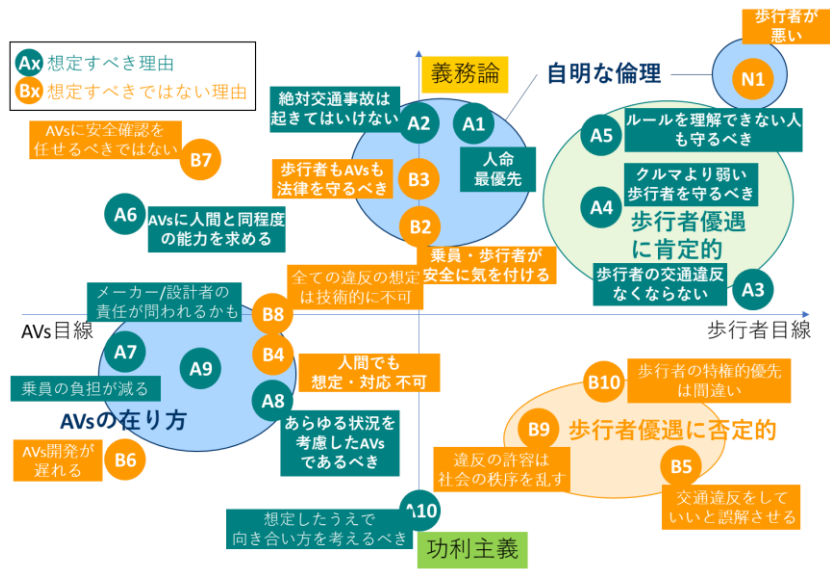 歩行者が
悪い
Ax 想定すべき理由
Bx 想定すべきではない理由
義務論
自明な倫理
N1
絶対交通事故は
起きてはいけない
A2
A1
人命
最優先
A5
ルールを理解できない人
も守るべき
AVsに安全確認を
任せるべきではない
B7
歩行者もAVsも
法律を守るべき
B3
クルマより弱い
歩行者を守るべき
A4
歩行者優遇
に肯定的
A6
AVsに人間と同程度
の能力を求める
B2
乗員・歩行者が
安全に気を付ける
歩行者の交通違反
なくならない
A3
メーカー/設計者の
責任が問われるかも
全ての違反の想定
は技術的に不可
B8
AVs目線
歩行者目線
A7
A9
B4
人間でも
想定・対応 不可
乗員の負担が減る
A8
AVsの在り方
あらゆる状況を
考慮したAVs
であるべき
B10
歩行者の特権的優先
は間違い
B9
歩行者優遇に否定的
AVs開発が
遅れる
B6
違反の許容は
社会の秩序を乱す
B5
交通違反をして
いいと誤解させる
A10
想定したうえで
向き合い方を考えるべき
功利主義